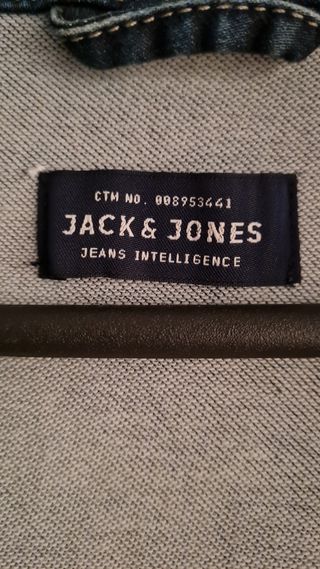 CTM NO. 008953441
JACK & JONES
JEANS INTELLIGENCE